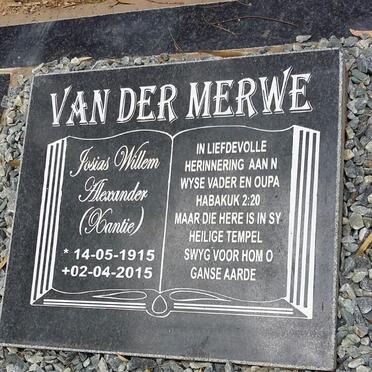 VAN DER MERWE
Josias Willem
Alexander
(Xantie)
* 14-05-1915
+02-04-2015
IN LIEFDEVOLLE
HERINNERING AAN N
WYSE VADER EN OUPA
HABAKUK 2:20
MAAR DIE HERE IS IN SY
HEILIGE TEMPEL
SWYG VOOR HOM O
GANSE AARDE